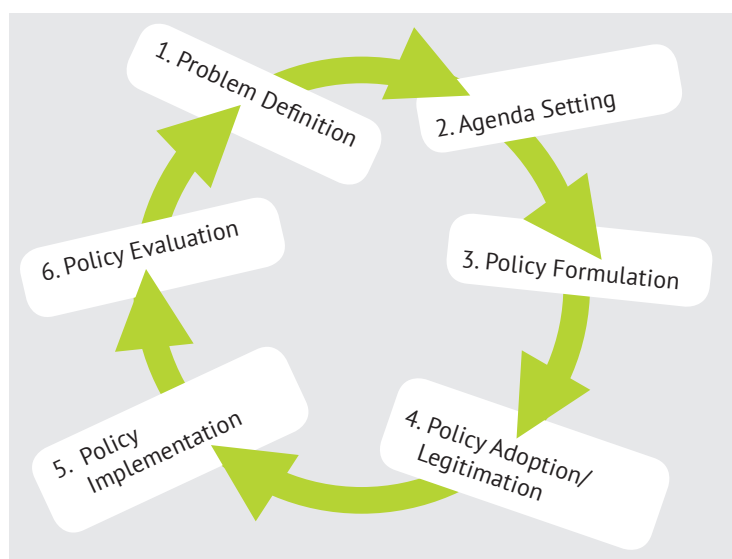 1. Problem Definition
2. Agenda Setting
3. Policy Formulation
4. Policy Adoption/
Legitimation
5. Policy
Implementation
6. Policy Evaluation